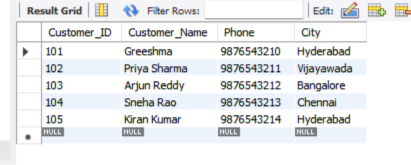 Result Grid Filter Rows: Edit:
Customer_ID Customer_Name Phone City
101 Greeshma 9876543210 Hyderabad
102 Priya Sharma 9876543211 Vijayawada
103 Arjun Reddy 9876543212 Bangalore
104 Sneha Rao 9876543213 Chennai
105 Kiran Kumar 9876543214 Hyderabad
NULL NULL NULL NULL